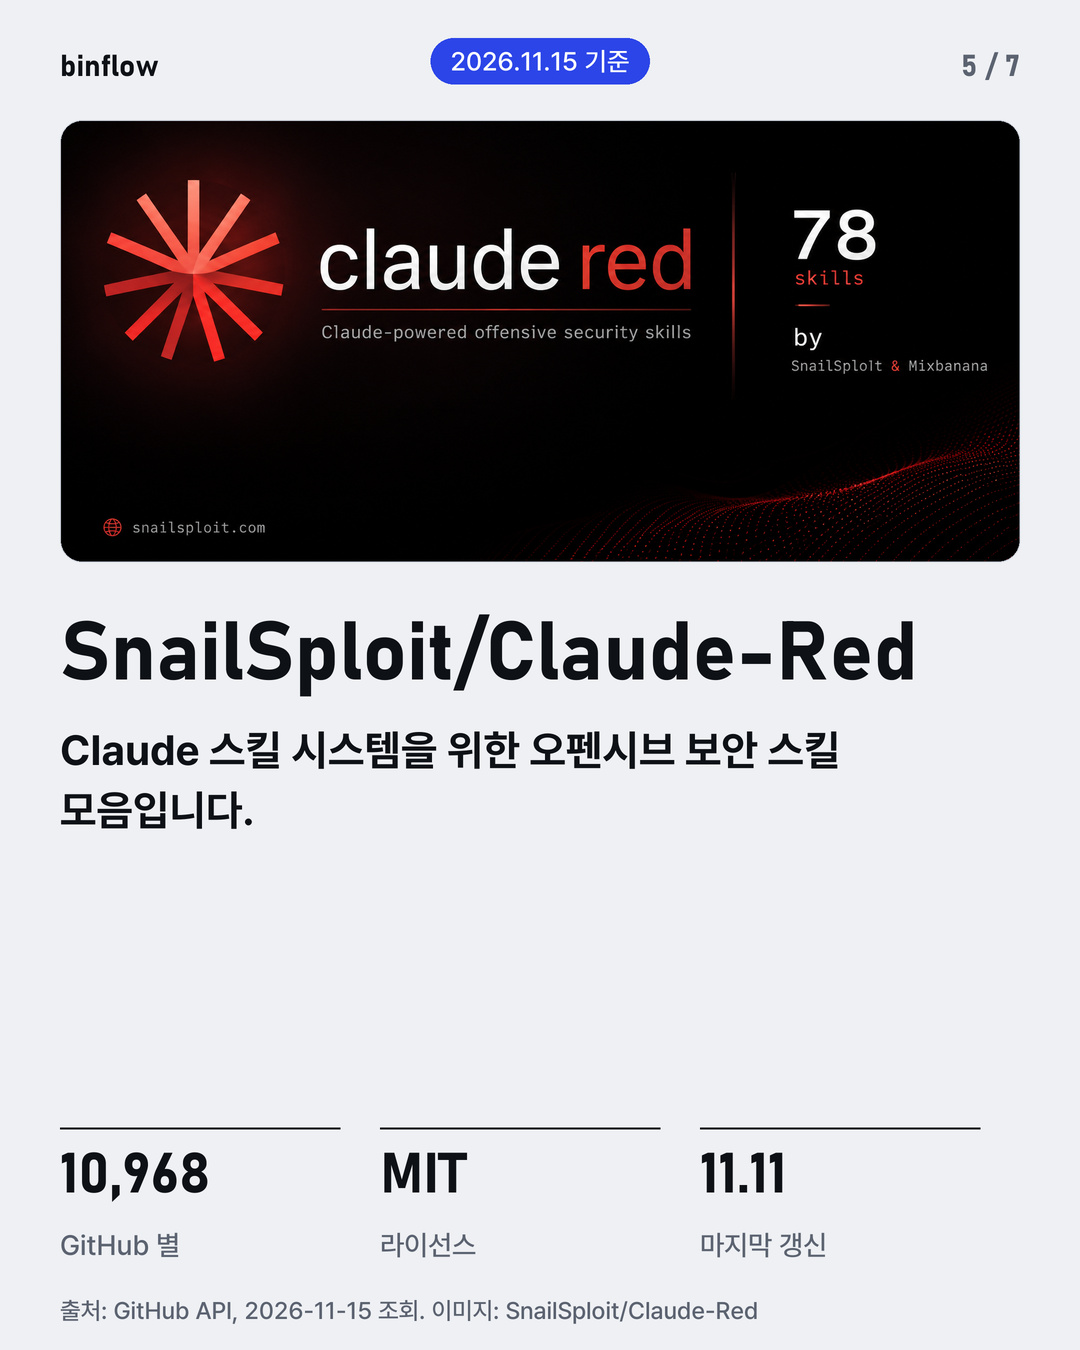 binflow
2026.11.15 기준
5 / 7
claude red
Claude-powered offensive security skills
78
skills
by
SnailSploit & Mixbanana
snailsploit.com
SnailSploit/Claude-Red
Claude 스킬 시스템을 위한 오펜시브 보안 스킬
모음입니다.
10,968
MIT
11.11
GitHub 별
라이선스
마지막 갱신
출처: GitHub API, 2026-11-15 조회. 이미지: SnailSploit/Claude-Red